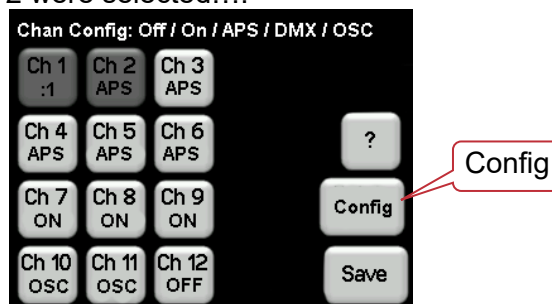 2 were selected….
Chan Config: Off / On / APS / DMX / OSC
Ch 1 Ch 2 Ch 3
:1 APS APS
Ch 4 Ch 5 Ch 6 ?
APS APS APS
Config
Ch 7 Ch 8 Ch 9 Config
ON ON ON
Ch 10 Ch 11 Ch 12 Save
OSC OSC OFF